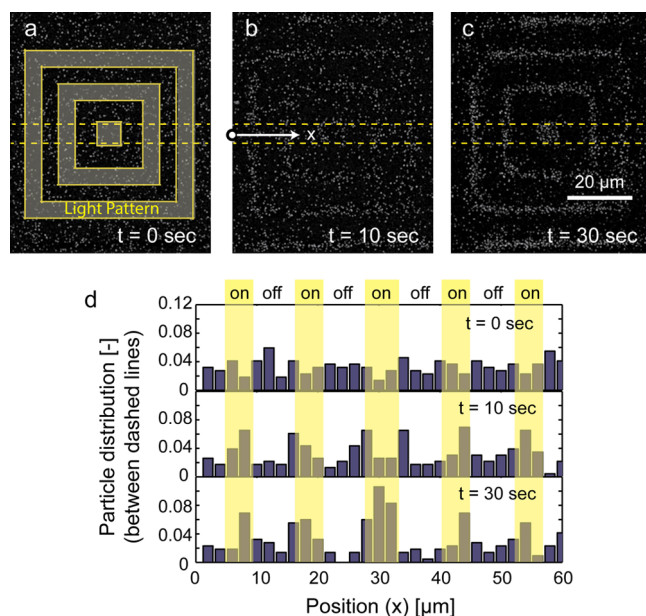 a
b
c
Light Pattern
x
20 µm
t = 0 sec
t = 10 sec
t = 30 sec
d
on off on off on off on off on
0.12
0.08
0.04
0
t = 0 sec
0.08
0.04
0
t = 10 sec
0.08
0.04
0
t = 30 sec
Particle distribution [-]
(between dashed lines)
0 10 20 30 40 50 60
Position (x) [µm]